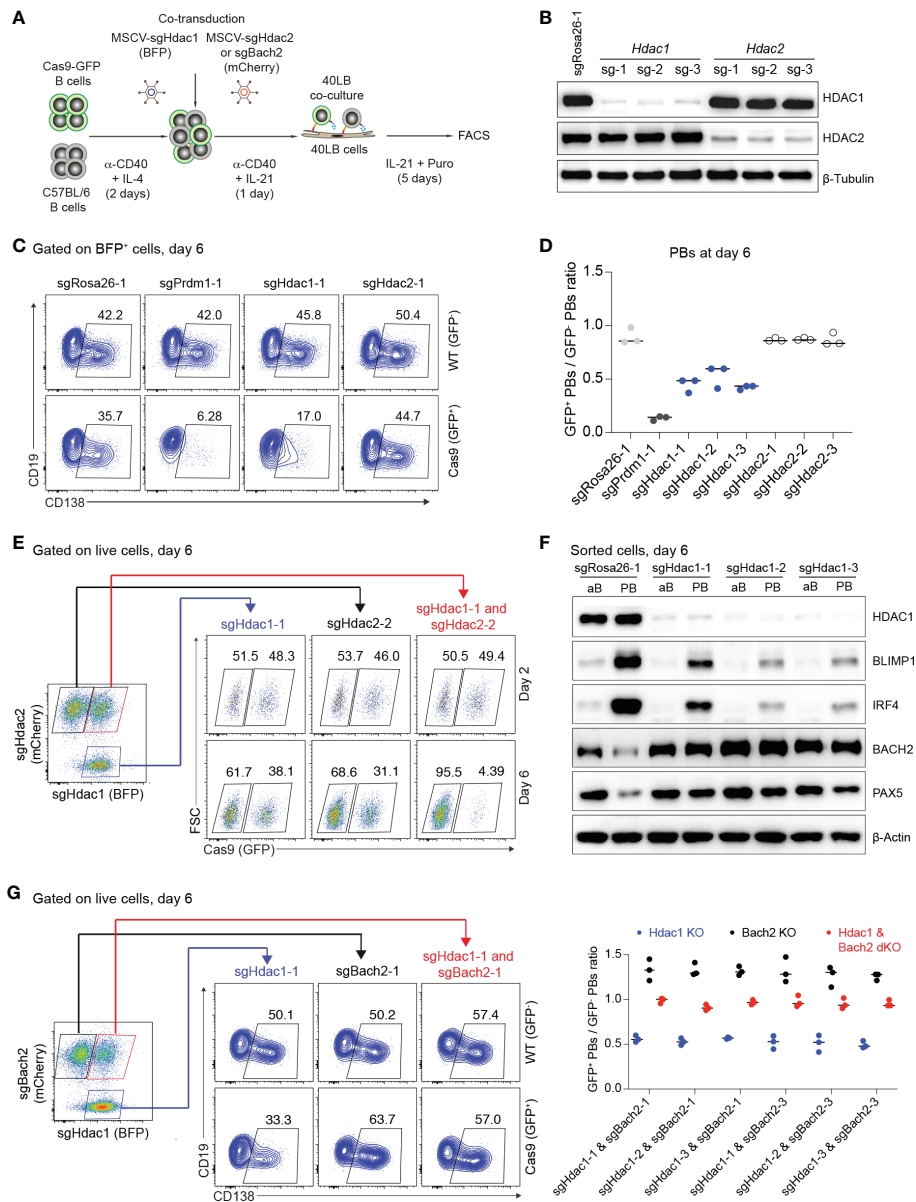 A
Co-transduction
MSCV-sgHdac1
(BFP)
MSCV-sgHdac2
or sgBach2
(mCherry)
Cas9-GFP
B cells
40LB
co-culture
FACS
40LB cells
α-CD40
+ IL-4
(2 days)
α-CD40
+ IL-21
(1 day)
IL-21 + Puro
(5 days)
C57BL/6
B cells
B
sgRosa26-1
Hdac1
Hdac2
sg-1 sg-2 sg-3 sg-1 sg-2 sg-3
HDAC1
HDAC2
β-Tubulin
C Gated on BFP⁺ cells, day 6
sgRosa26-1 sgPrdm1-1 sgHdac1-1 sgHdac2-1
42.2 42.0 45.8 50.4
WT (GFP⁻)
35.7 6.28 17.0 44.7
Cas9 (GFP⁺)
CD19
CD138
D
PBs at day 6
GFP⁺ PBs / GFP⁻ PBs ratio
1.5
1.0
0.5
0
sgRosa26-1
sgPrdm1-1
sgHdac1-1
sgHdac1-2
sgHdac1-3
sgHdac2-1
sgHdac2-2
sgHdac2-3
E Gated on live cells, day 6
sgHdac1-1
sgHdac2-2
sgHdac1-1 and
sgHdac2-2
51.5 48.3 53.7 46.0 50.5 49.4
Day 2
61.7 38.1 68.6 31.1 95.5 4.39
Day 6
sgHdac2
(mCherry)
sgHdac1 (BFP)
FSC
Cas9 (GFP)
F Sorted cells, day 6
sgRosa26-1 sgHdac1-1 sgHdac1-2 sgHdac1-3
aB PB aB PB aB PB aB PB
HDAC1
BLIMP1
IRF4
BACH2
PAX5
β-Actin
G Gated on live cells, day 6
sgHdac1-1
sgBach2-1
sgHdac1-1 and
sgBach2-1
50.1 50.2 57.4
WT (GFP⁻)
33.3 63.7 57.0
Cas9 (GFP⁺)
sgBach2
(mCherry)
sgHdac1 (BFP)
CD19
CD138
Hdac1 KO
Bach2 KO
Hdac1 &
Bach2 dKO
GFP⁺ PBs / GFP⁻ PBs ratio
1.5
1.0
0.5
0
sgHdac1-1 & sgBach2-1
sgHdac1-2 & sgBach2-1
sgHdac1-3 & sgBach2-1
sgHdac1-1 & sgBach2-3
sgHdac1-2 & sgBach2-3
sgHdac1-3 & sgBach2-3